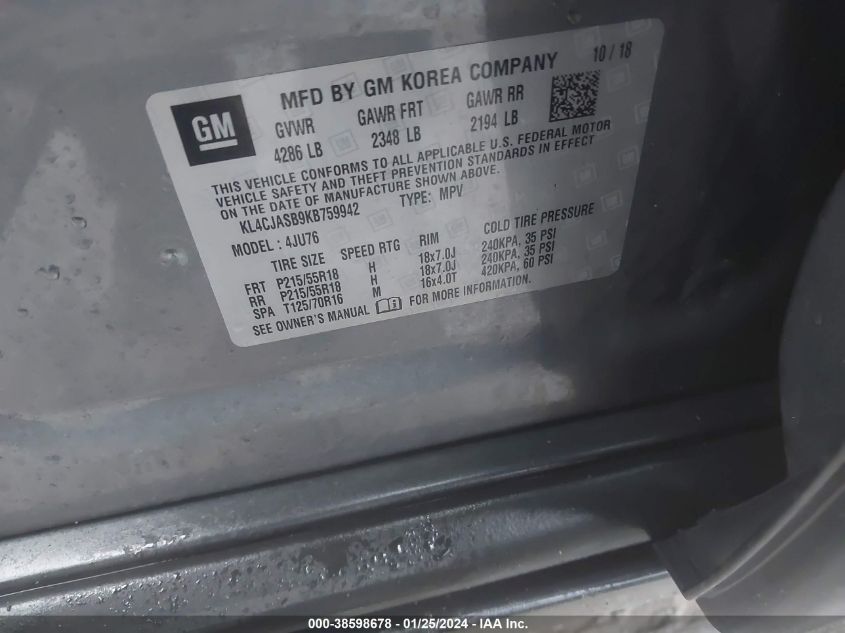 GM
MFD BY GM KOREA COMPANY 10 / 18
GVWR GAWR FRT GAWR RR
4286 LB 2348 LB 2194 LB
THIS VEHICLE CONFORMS TO ALL APPLICABLE U.S. FEDERAL MOTOR
VEHICLE SAFETY AND THEFT PREVENTION STANDARDS IN EFFECT
ON THE DATE OF MANUFACTURE SHOWN ABOVE.
KL4CJASB9KB759942 TYPE: MPV
MODEL : 4JU76
TIRE SIZE SPEED RTG RIM COLD TIRE PRESSURE
FRT P215/55R18 H 18x7.0J 240KPA, 35 PSI
RR P215/55R18 H 18x7.0J 240KPA, 35 PSI
SPA T125/70R16 M 16x4.0T 420KPA, 60 PSI
SEE OWNER'S MANUAL FOR MORE INFORMATION.
000-38598678 - 01/25/2024 - IAA Inc.